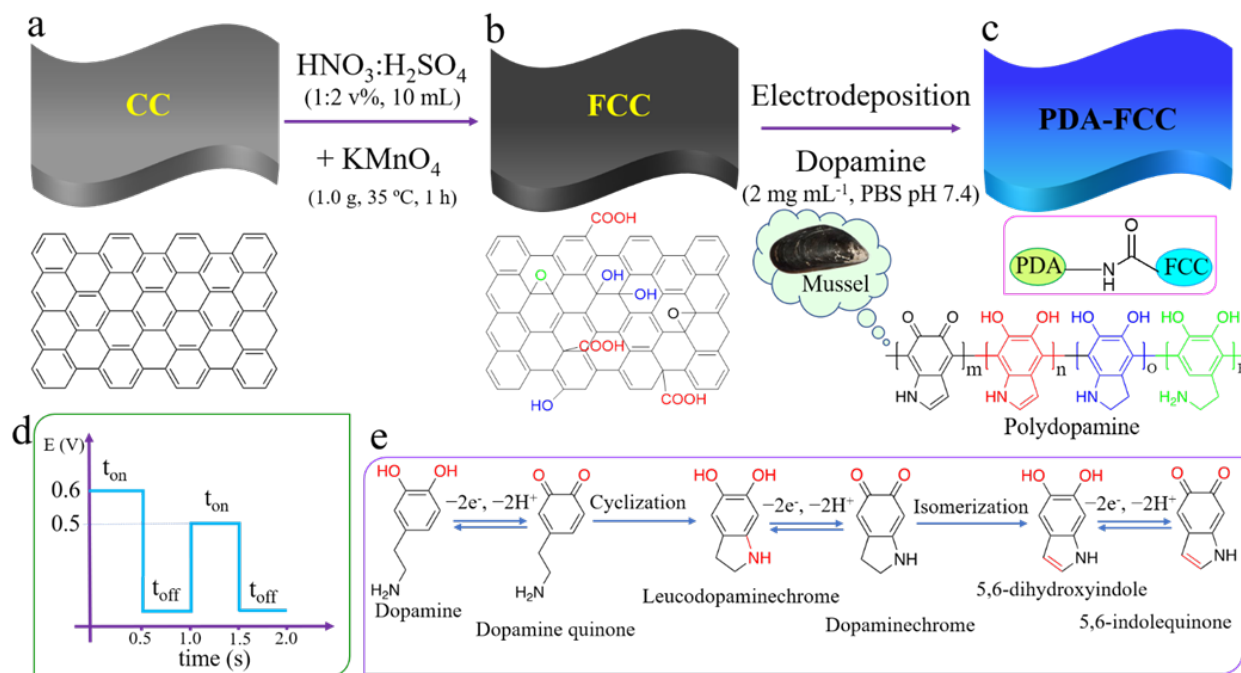 a
CC
HNO₃:H₂SO₄
(1:2 v%, 10 mL)
+ KMnO₄
(1.0 g, 35 ºC, 1 h)
b
FCC
Electrodeposition
Dopamine
(2 mg mL⁻¹, PBS pH 7.4)
c
PDA-FCC
COOH
O
OH
OH
O
COOH
HO
COOH
Mussel
PDA
N
H
O
FCC
O O
HO OH
HO OH
HO OH
m
n
o
HN
HN
HN
H₂N
Polydopamine
d
E (V)
0.6
0.5
t_on
t_off
t_on
t_off
0.5 1.0 1.5 2.0
time (s)
e
HO OH
H₂N
Dopamine
−2e⁻, −2H⁺
O O
H₂N
Dopamine quinone
Cyclization
HO OH
NH
Leucodopaminechrome
−2e⁻, −2H⁺
O O
NH
Dopaminechrome
Isomerization
HO OH
NH
5,6-dihydroxyindole
−2e⁻, −2H⁺
O O
NH
5,6-indolequinone